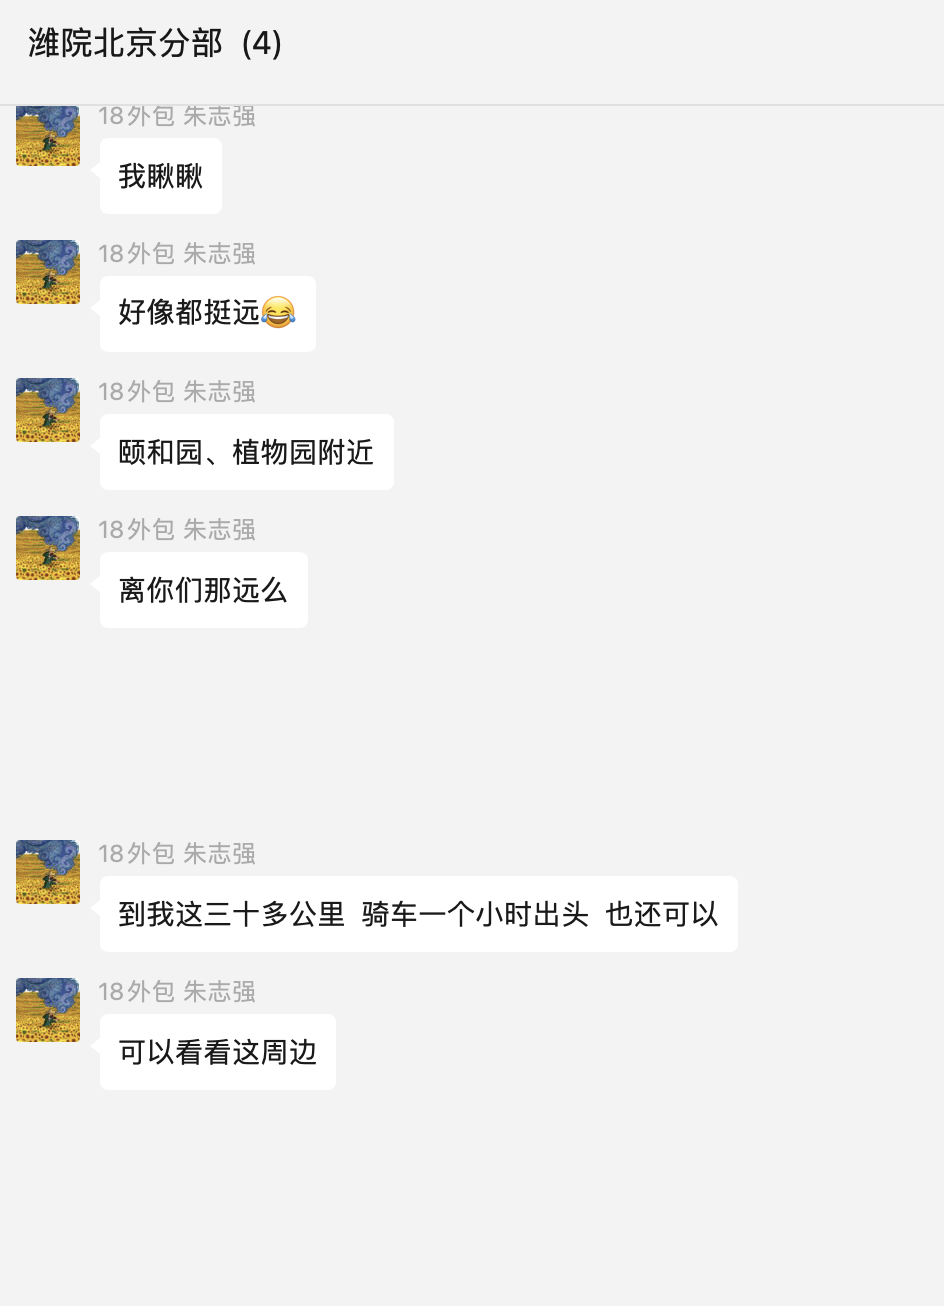 潍院北京分部 (4)
18外包 朱志强
我瞅瞅
18外包 朱志强
好像都挺远😂
18外包 朱志强
颐和园、植物园附近
18外包 朱志强
离你们那远么
18外包 朱志强
到我这三十多公里 骑车一个小时出头 也还可以
18外包 朱志强
可以看看这周边